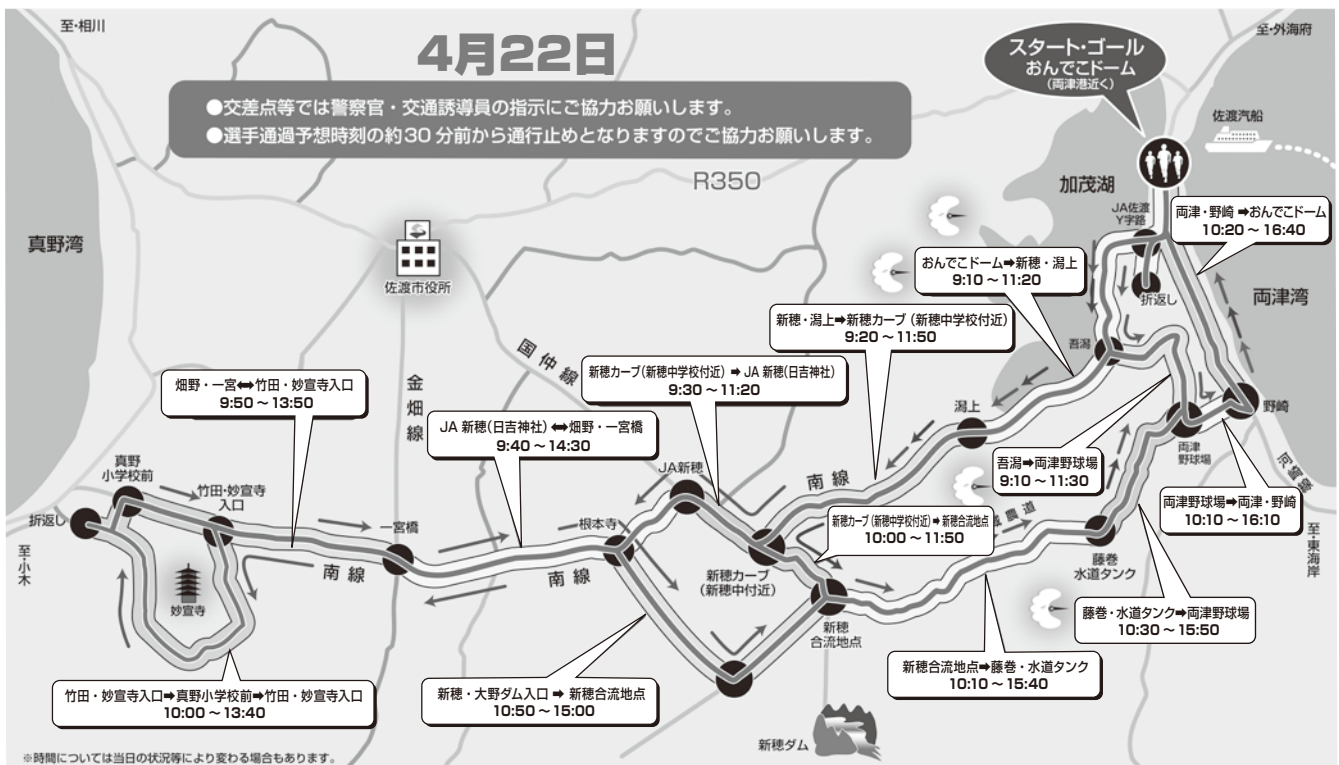 至・相川
4月22日
●交差点等では警察官・交通誘導員の指示にご協力お願いします。
●選手通過予想時刻の約30分前から通行止めとなりますのでご協力お願いします。
スタート・ゴール
おんでこドーム
(両津港近く)
至・外海府
佐渡汽船
R350
加茂湖
JA佐渡
Y字路
両津・野崎➡おんでこドーム
10:20～16:40
真野湾
佐渡市役所
おんでこドーム➡新穂・潟上
9:10～11:20
折返し
両津湾
新穂・潟上➡新穂カーブ(新穂中学校付近)
9:20～11:50
吾潟
国仲線
新穂カーブ(新穂中学校付近)➡JA新穂(日吉神社)
9:30～11:20
畑野・一宮⬌竹田・妙宣寺入口
9:50～13:50
金畑線
JA新穂(日吉神社)⬌畑野・一宮橋
9:40～14:30
潟上
野崎
両津
野球場
吾潟➡両津野球場
9:10～11:30
真野
小学校前
竹田・妙宣寺
入口
JA新穂
南線
両津野球場➡両津・野崎
10:10～16:10
折返し
一宮橋
根本寺
新穂カーブ(新穂中学校付近)➡新穂合流地点
10:00～11:50
農道
至・小木
妙宣寺
南線
南線
新穂カーブ
(新穂中付近)
藤巻
水道タンク
至・東海岸
新穂
合流地点
藤巻・水道タンク➡両津野球場
10:30～15:50
竹田・妙宣寺入口➡真野小学校前➡竹田・妙宣寺入口
10:00～13:40
新穂・大野ダム入口➡新穂合流地点
10:50～15:00
新穂合流地点➡藤巻・水道タンク
10:10～15:40
新穂ダム
※時間については当日の状況等により変わる場合もあります。